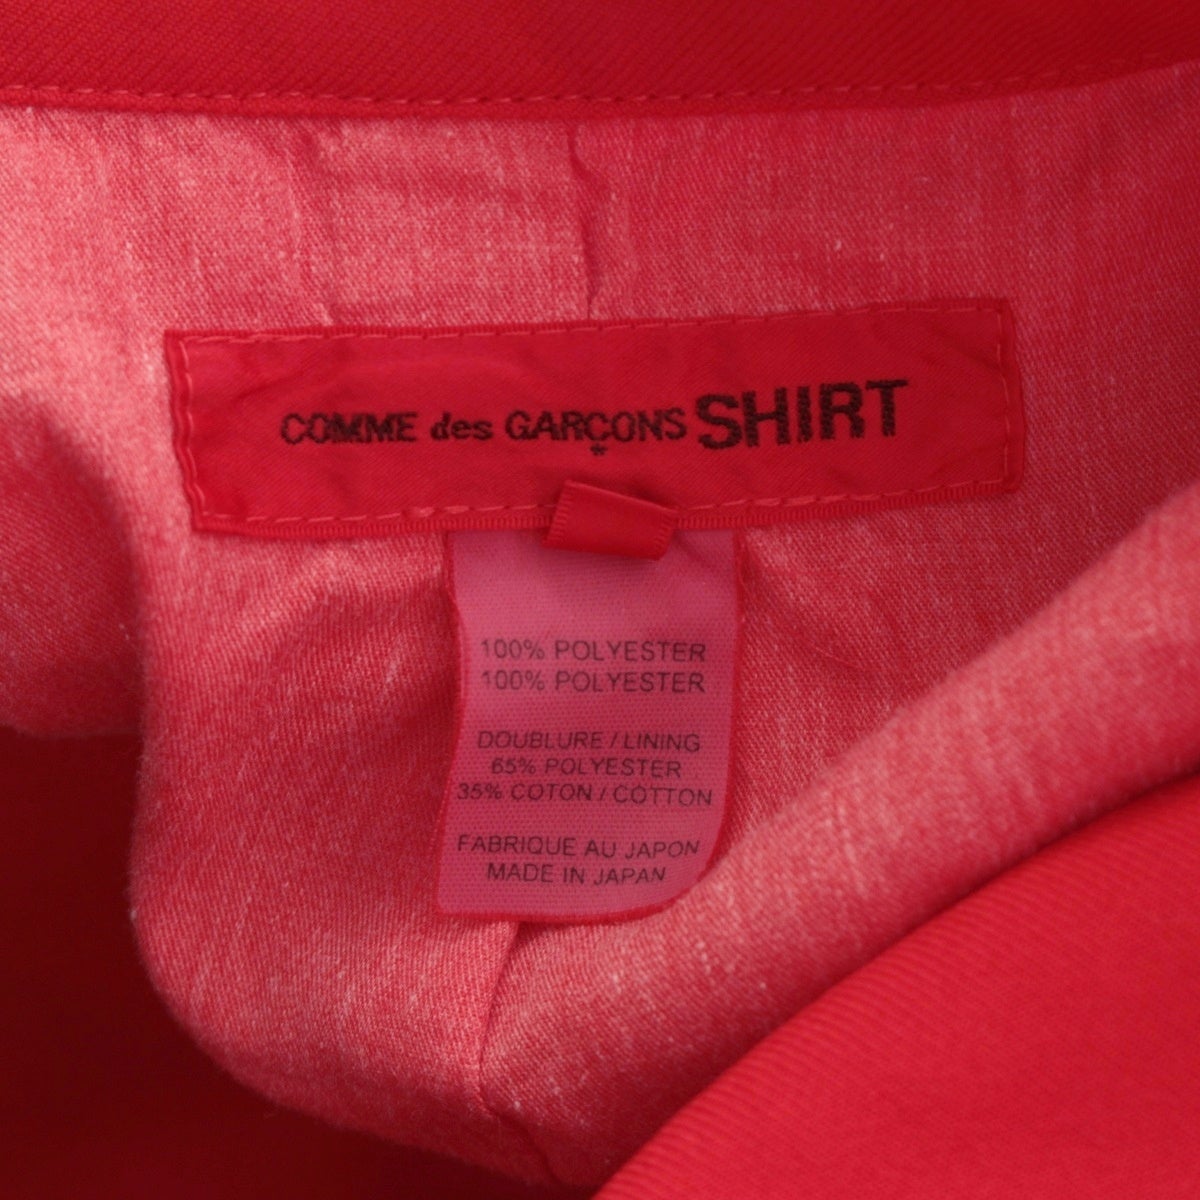 COMME des GARÇONS SHIRT
*
100% POLYESTER
100% POLYESTER
DOUBLURE / LINING
65% POLYESTER
35% COTON / COTTON
FABRIQUE AU JAPON
MADE IN JAPAN